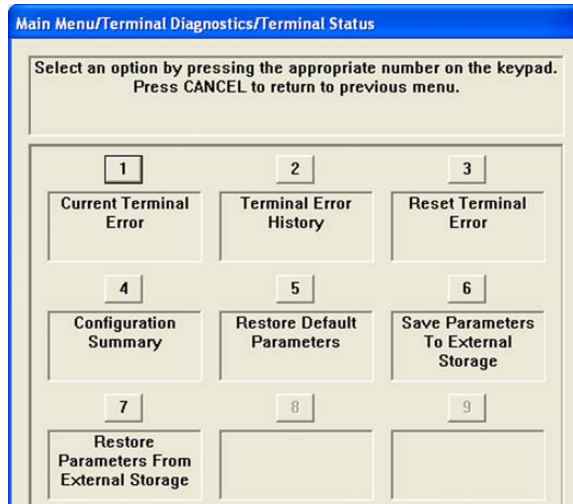 Main Menu/Terminal Diagnostics/Terminal Status
Select an option by pressing the appropriate number on the keypad.
Press CANCEL to return to previous menu.
1
2
3
Current Terminal
Error
Terminal Error
History
Reset Terminal
Error
4
5
6
Configuration
Summary
Restore Default
Parameters
Save Parameters
To External
Storage
7
8
9
Restore
Parameters From
External Storage